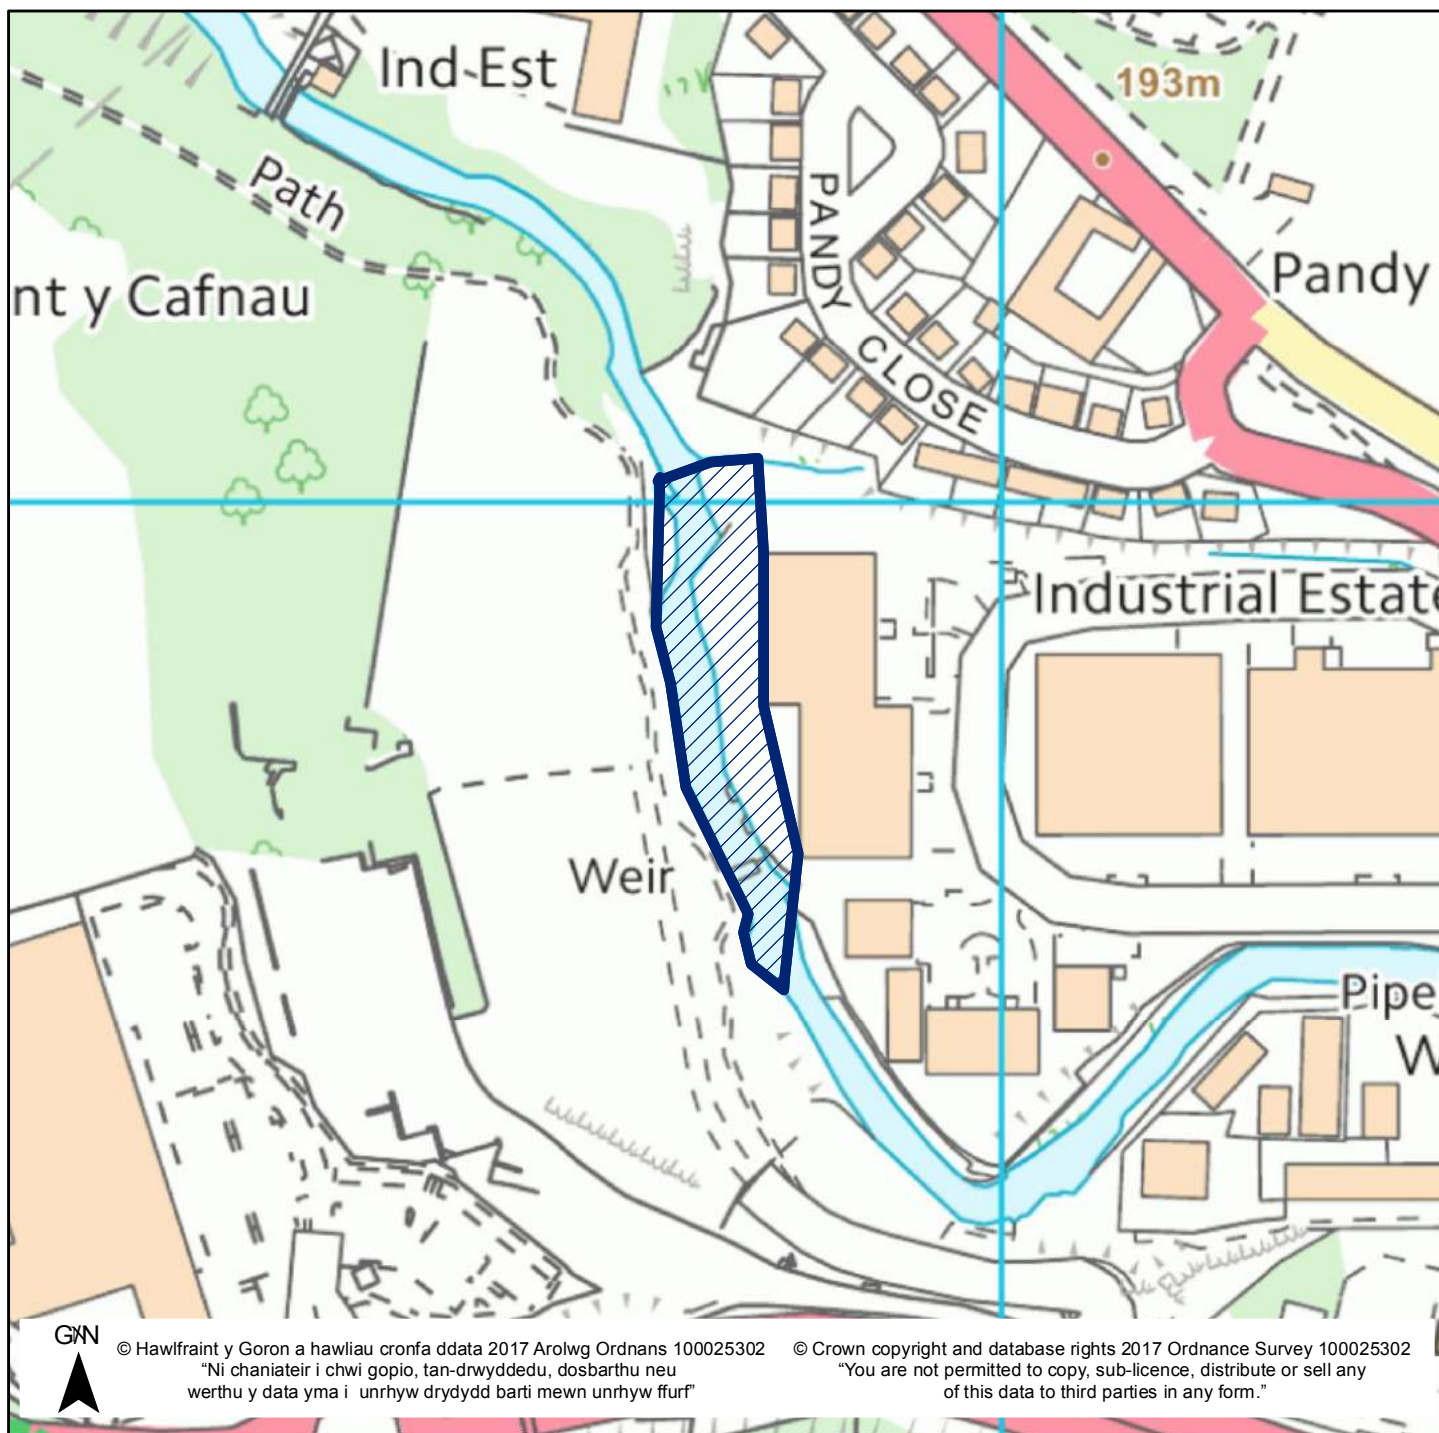 Ind Est
193m
Path
PANDY
Pandy
nt y Cafnau
CLOSE
Industrial Estate
Weir
Pipe
W
G/N
© Hawlfraint y Goron a hawliau cronfa ddata 2017 Arolwg Ordnans 100025302
“Ni chaniateir i chwi gopio, tan-drwyddedu, dosbarthu neu
werthu y data yma i unrhyw drydydd barti mewn unrhyw ffurf”
© Crown copyright and database rights 2017 Ordnance Survey 100025302
“You are not permitted to copy, sub-licence, distribute or sell any
of this data to third parties in any form.”